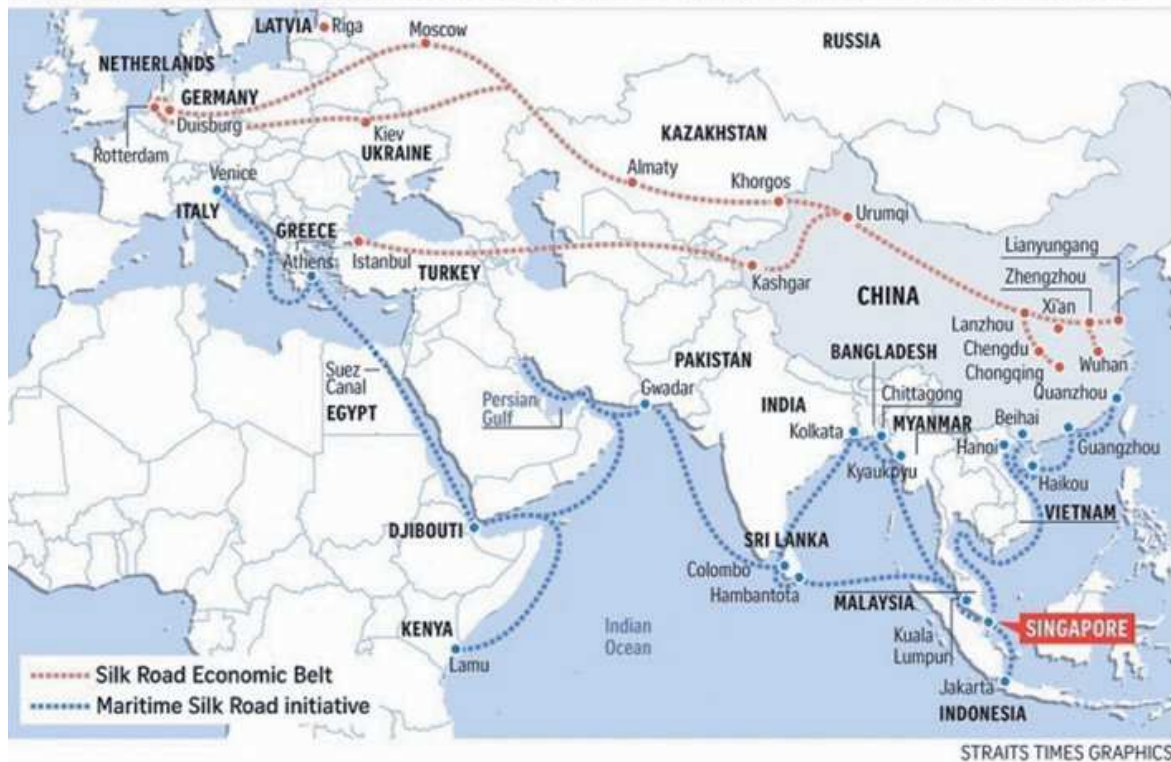 LATVIA
Riga
Moscow
RUSSIA
NETHERLANDS
GERMANY
Duisburg
Rotterdam
Kiev
UKRAINE
KAZAKHSTAN
Almaty
Khorgos
Urumqi
Venice
ITALY
GREECE
Athens
Istanbul
TURKEY
Kashgar
CHINA
Lianyungang
Zhengzhou
Xi'an
Lanzhou
Chengdu
Chongqing
Wuhan
Quanzhou
Suez
Canal
EGYPT
Persian
Gulf
PAKISTAN
Gwadar
BANGLADESH
Chittagong
INDIA
Kolkata
MYANMAR
Kyaukpyu
Hanoi
Beihai
Guangzhou
Haikou
VIETNAM
DJIBOUTI
SRI LANKA
Colombo
Hambantota
MALAYSIA
Kuala
Lumpur
SINGAPORE
KENYA
Lamu
Indian
Ocean
Jakarta
INDONESIA
Silk Road Economic Belt
Maritime Silk Road initiative
STRAITS TIMES GRAPHICS